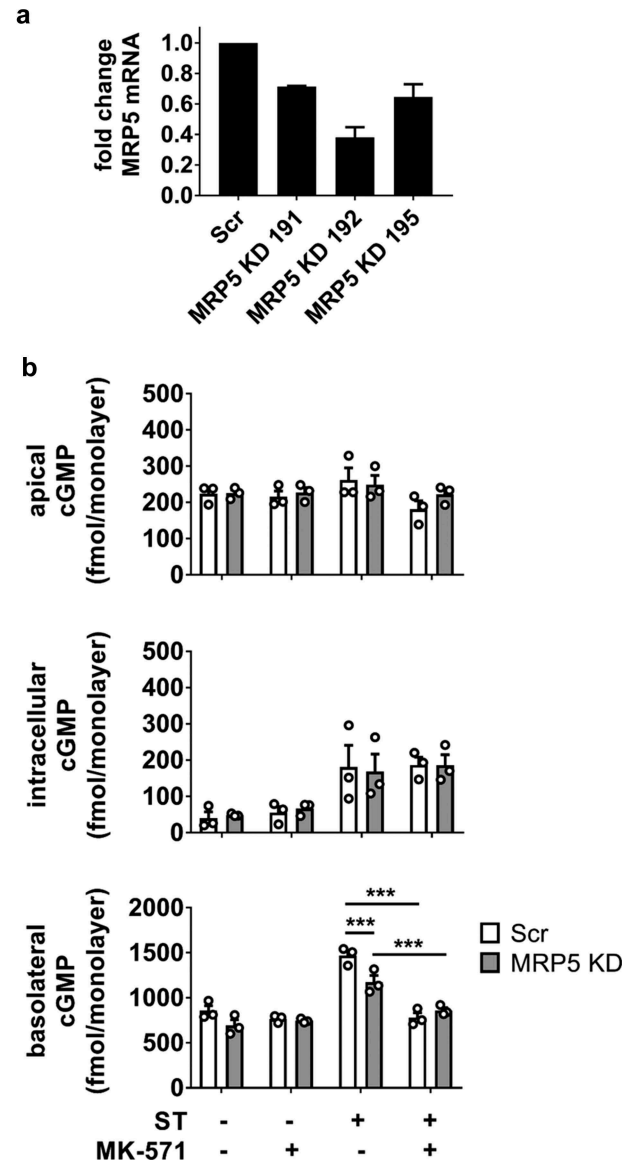 a
fold change
MRP5 mRNA
1.0
0.8
0.6
0.4
0.2
0.0
Scr
MRP5 KD 191
MRP5 KD 192
MRP5 KD 195
b
apical
cGMP
(fmol/monolayer)
500
400
300
200
100
0
intracellular
cGMP
(fmol/monolayer)
500
400
300
200
100
0
basolateral
cGMP
(fmol/monolayer)
2000
1500
1000
500
0
***
***
***
Scr
MRP5 KD
ST - - + +
MK-571 - + - +